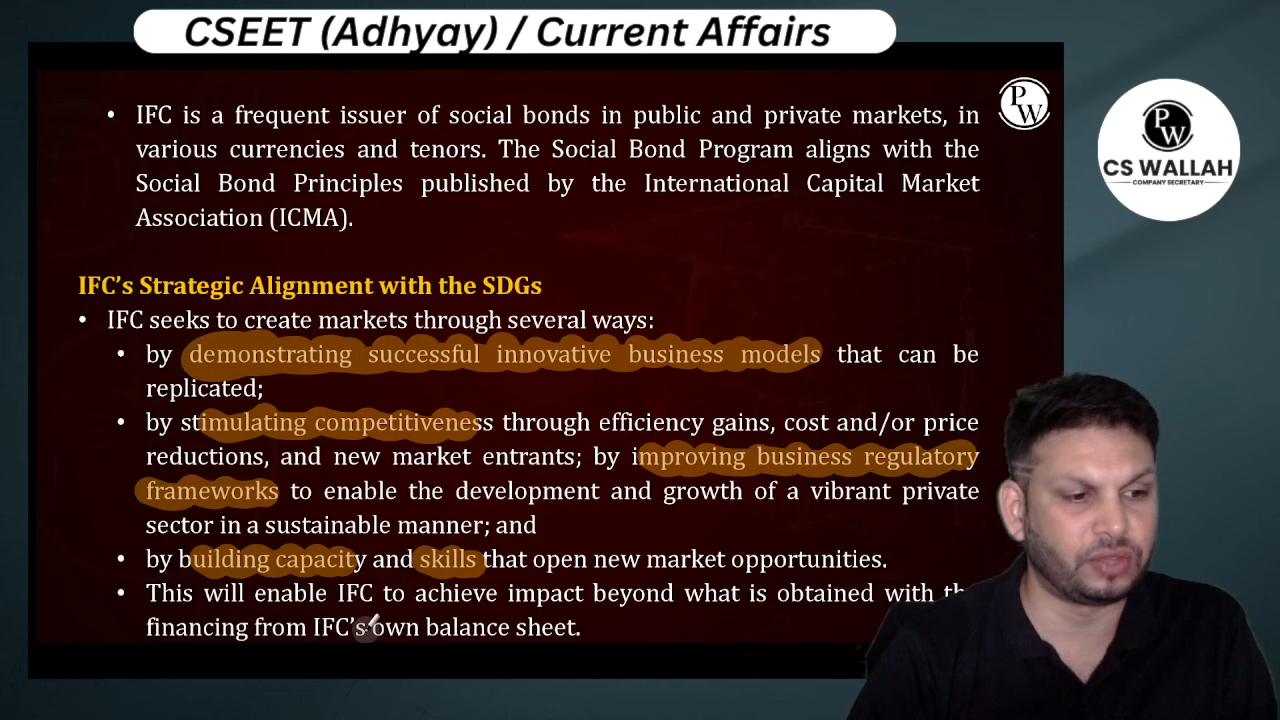 CSEET (Adhyay) / Current Affairs
• IFC is a frequent issuer of social bonds in public and private markets, in
various currencies and tenors. The Social Bond Program aligns with the
Social Bond Principles published by the International Capital Market
Association (ICMA).
IFC's Strategic Alignment with the SDGs
• IFC seeks to create markets through several ways:
• by demonstrating successful innovative business models that can be
replicated;
• by stimulating competitiveness through efficiency gains, cost and/or price
reductions, and new market entrants; by improving business regulatory
frameworks to enable the development and growth of a vibrant private
sector in a sustainable manner; and
• by building capacity and skills that open new market opportunities.
• This will enable IFC to achieve impact beyond what is obtained with
financing from IFC's own balance sheet.
PW
PW
CS WALLAH
COMPANY SECRETARY